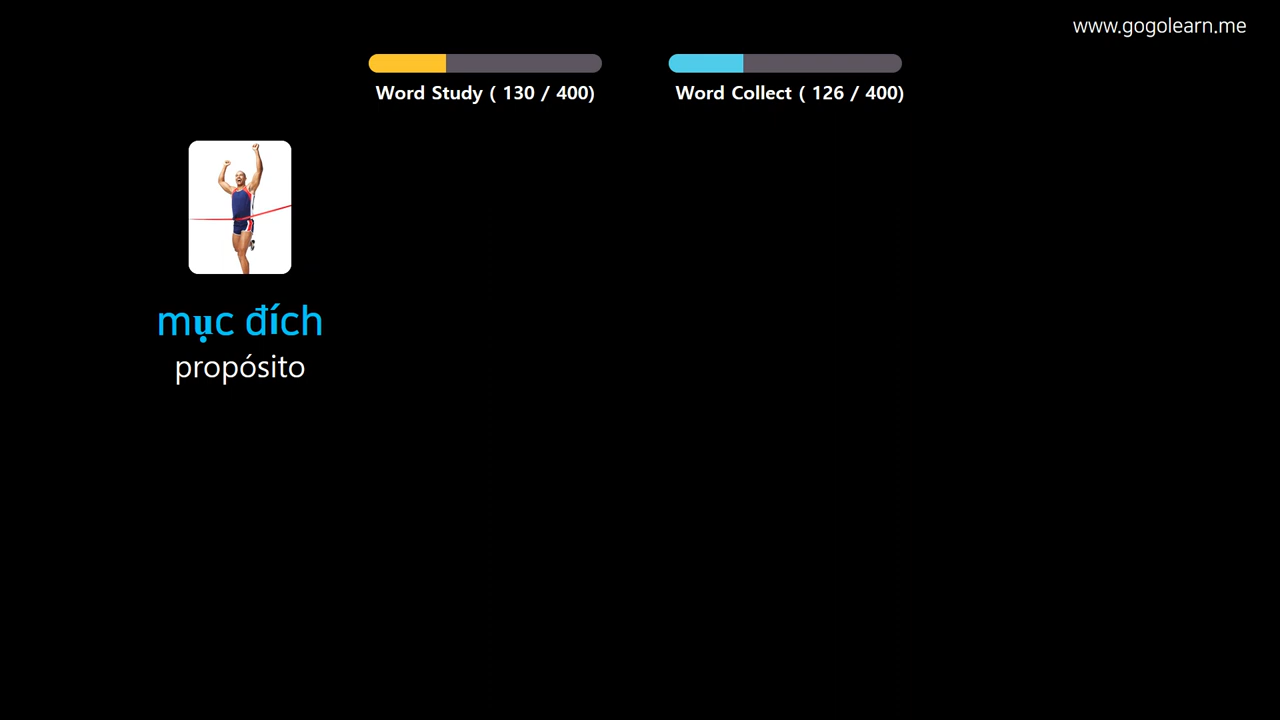 www.gogolearn.me
Word Study ( 130 / 400)
Word Collect ( 126 / 400)
mục đích
propósito